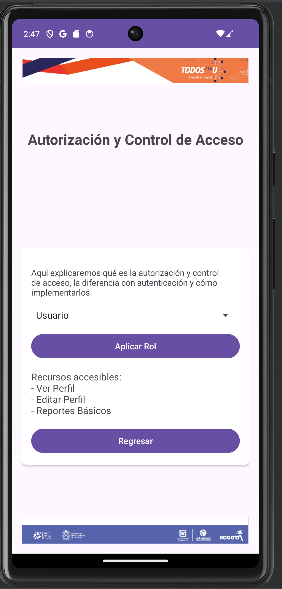 2:47
TODOS
U
Autorización y Control de Acceso
Aquí explicaremos qué es la autorización y control
de acceso, la diferencia con autenticación y cómo
implementarlos.
Usuario
Aplicar Rol
Recursos accesibles:
- Ver Perfil
- Editar Perfil
- Reportes Básicos
Regresar
BOGOTÁ